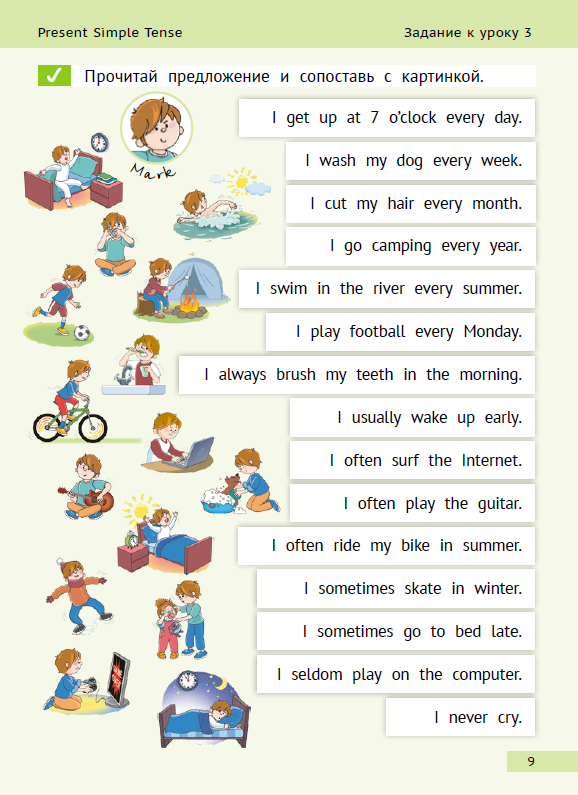 Present Simple Tense
Задание к уроку 3
Прочитай предложение и сопоставь с картинкой.
Mark
I get up at 7 o’clock every day.
I wash my dog every week.
I cut my hair every month.
I go camping every year.
I swim in the river every summer.
I play football every Monday.
I always brush my teeth in the morning.
I usually wake up early.
I often surf the Internet.
I often play the guitar.
I often ride my bike in summer.
I sometimes skate in winter.
I sometimes go to bed late.
I seldom play on the computer.
I never cry.
9